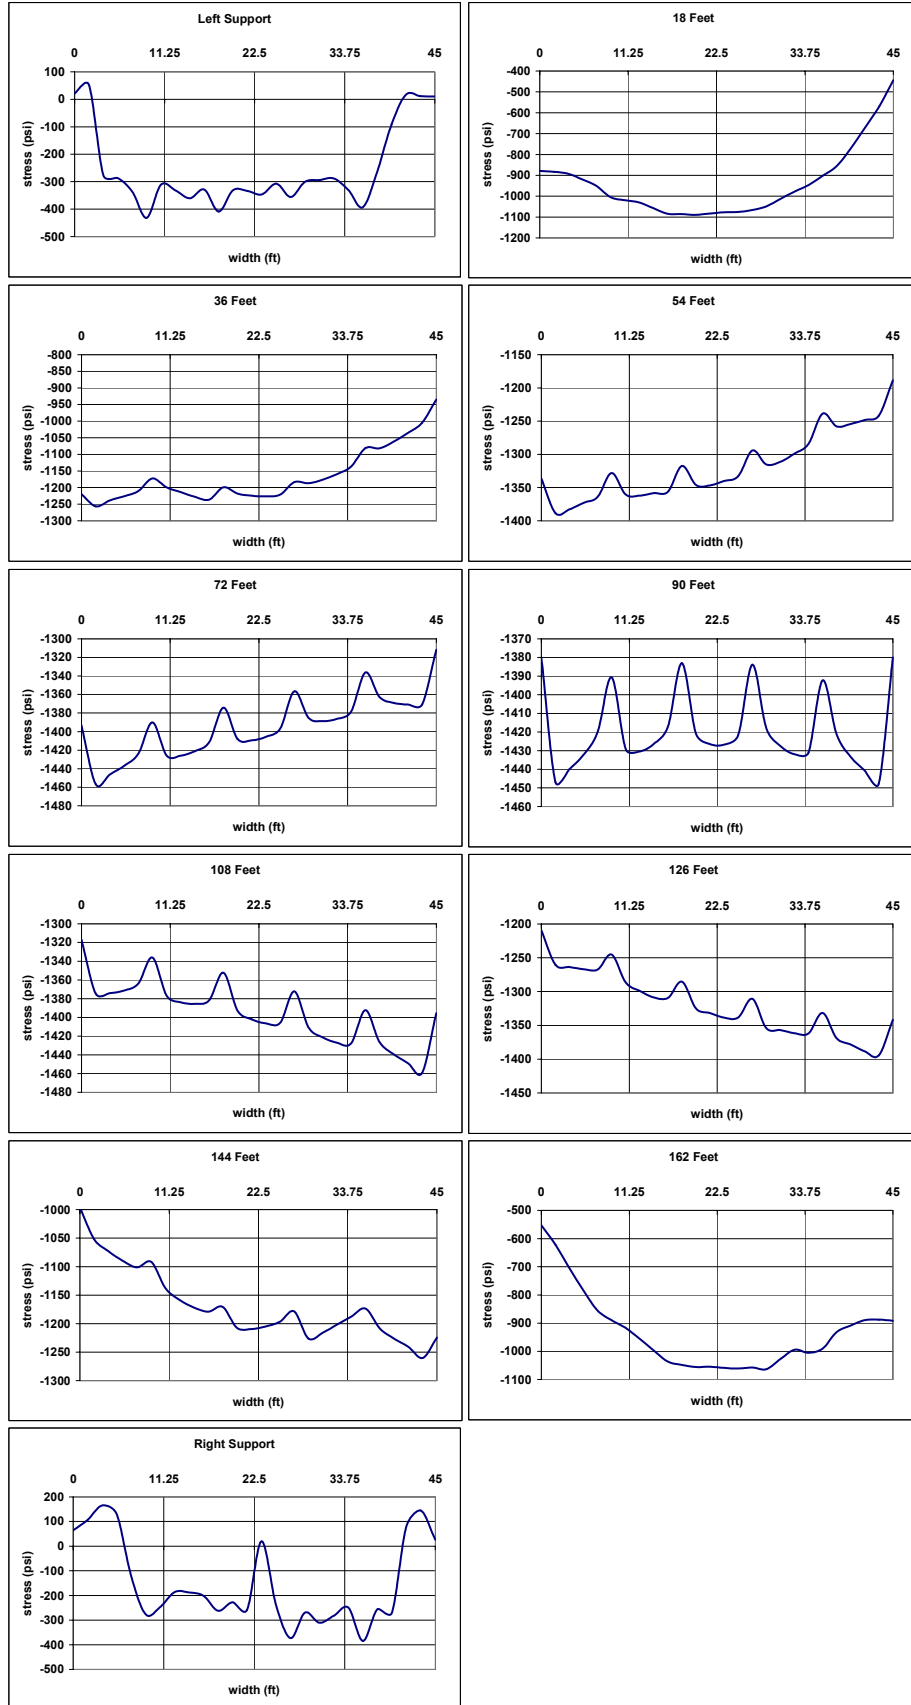 Left Support
0 11.25 22.5 33.75 45
100
0
-100
-200
-300
-400
-500
stress (psi)
width (ft)
18 Feet
0 11.25 22.5 33.75 45
-400
-500
-600
-700
-800
-900
-1000
-1100
-1200
stress (psi)
width (ft)
36 Feet
0 11.25 22.5 33.75 45
-800
-850
-900
-950
-1000
-1050
-1100
-1150
-1200
-1250
-1300
stress (psi)
width (ft)
54 Feet
0 11.25 22.5 33.75 45
-1150
-1200
-1250
-1300
-1350
-1400
stress (psi)
width (ft)
72 Feet
0 11.25 22.5 33.75 45
-1300
-1320
-1340
-1360
-1380
-1400
-1420
-1440
-1460
-1480
stress (psi)
width (ft)
90 Feet
0 11.25 22.5 33.75 45
-1370
-1380
-1390
-1400
-1410
-1420
-1430
-1440
-1450
-1460
stress (psi)
width (ft)
108 Feet
0 11.25 22.5 33.75 45
-1300
-1320
-1340
-1360
-1380
-1400
-1420
-1440
-1460
-1480
stress (psi)
width (ft)
126 Feet
0 11.25 22.5 33.75 45
-1200
-1250
-1300
-1350
-1400
-1450
stress (psi)
width (ft)
144 Feet
0 11.25 22.5 33.75 45
-1000
-1050
-1100
-1150
-1200
-1250
-1300
stress (psi)
width (ft)
162 Feet
0 11.25 22.5 33.75 45
-500
-600
-700
-800
-900
-1000
-1100
stress (psi)
width (ft)
Right Support
0 11.25 22.5 33.75 45
200
100
0
-100
-200
-300
-400
-500
stress (psi)
width (ft)